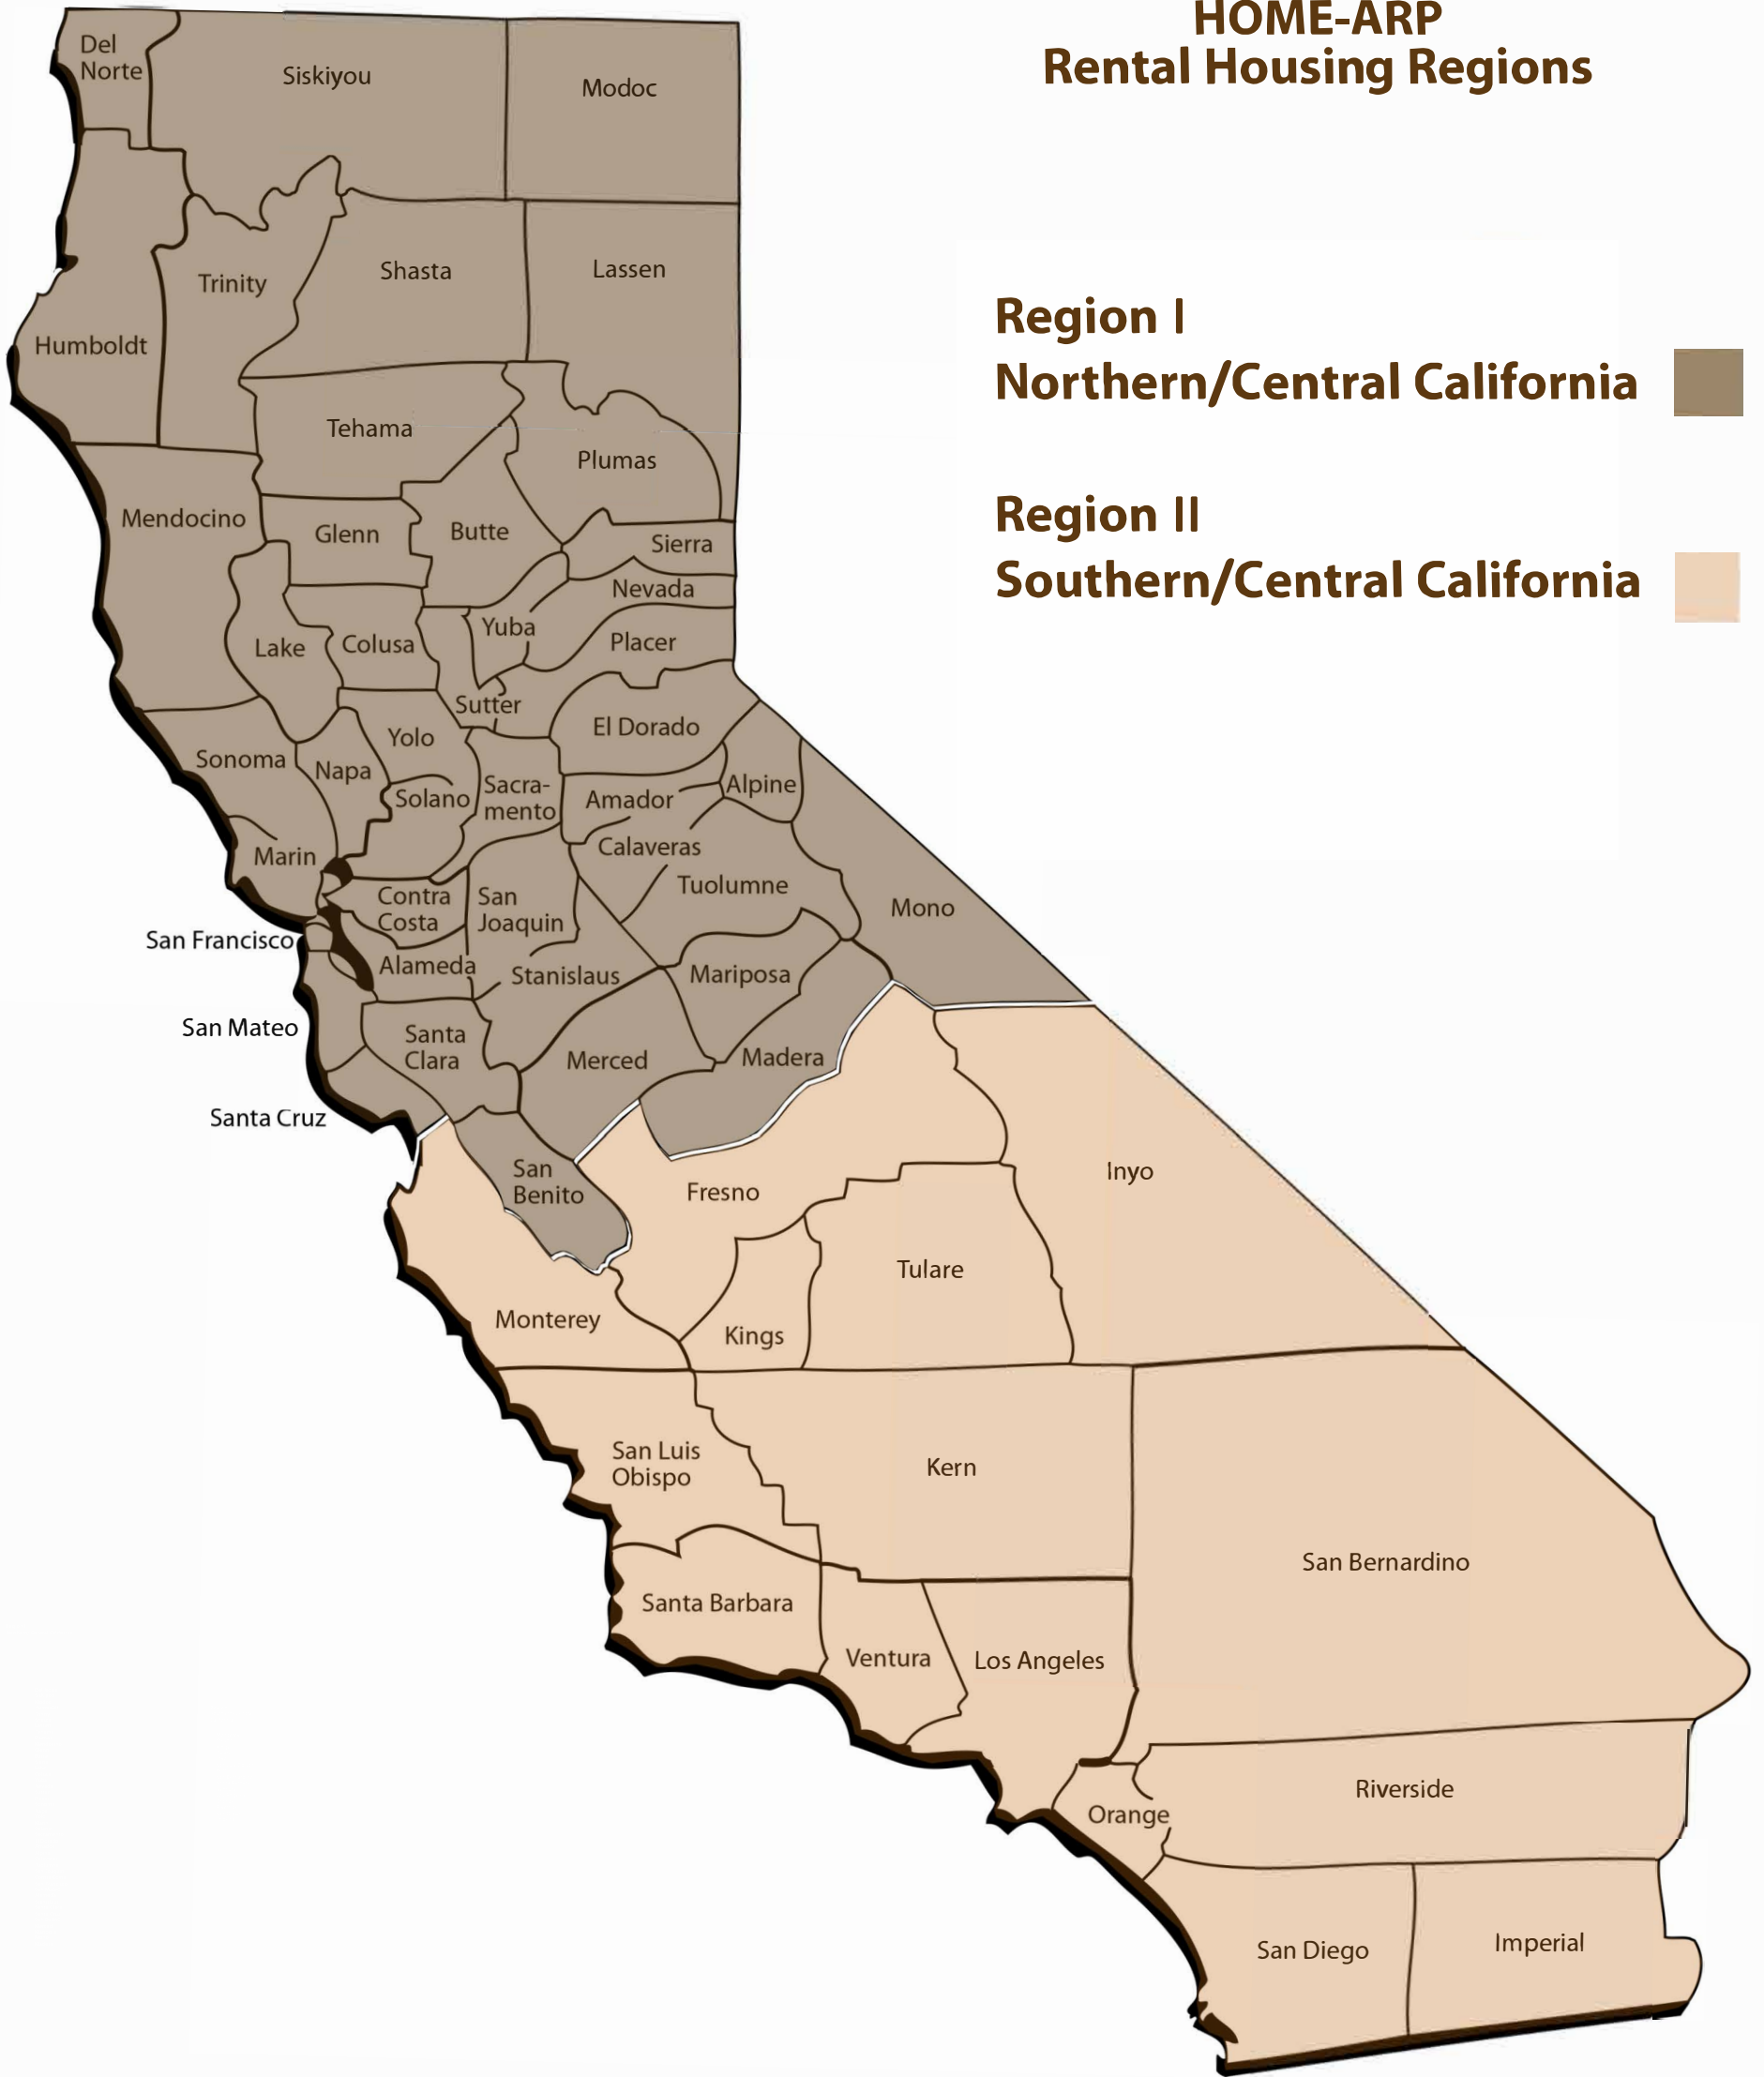 HOME-ARP
Rental Housing Regions
Region I
Northern/Central California
Region II
Southern/Central California
Del
Norte
Siskiyou
Modoc
Humboldt
Trinity
Shasta
Lassen
Tehama
Plumas
Mendocino
Glenn
Butte
Sierra
Nevada
Lake
Colusa
Yuba
Placer
Sutter
El Dorado
Sonoma
Napa
Yolo
Solano
Sacra-
mento
Amador
Alpine
Marin
Calaveras
Tuolumne
Mono
Contra
Costa
San
Joaquin
San Francisco
Alameda
Stanislaus
Mariposa
San Mateo
Santa
Clara
Merced
Madera
Santa Cruz
San
Benito
Fresno
Inyo
Monterey
Kings
Tulare
San Luis
Obispo
Kern
San Bernardino
Santa Barbara
Ventura
Los Angeles
Orange
Riverside
San Diego
Imperial